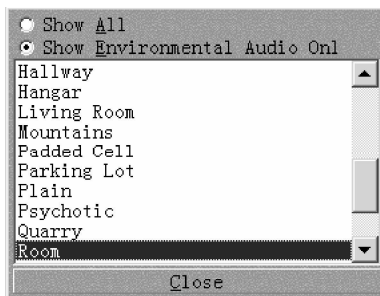 Show All
Show Environmental Audio Onl
Hallway
Hangar
Living Room
Mountains
Padded Cell
Parking Lot
Plain
Psychotic
Quarry
Room
Close